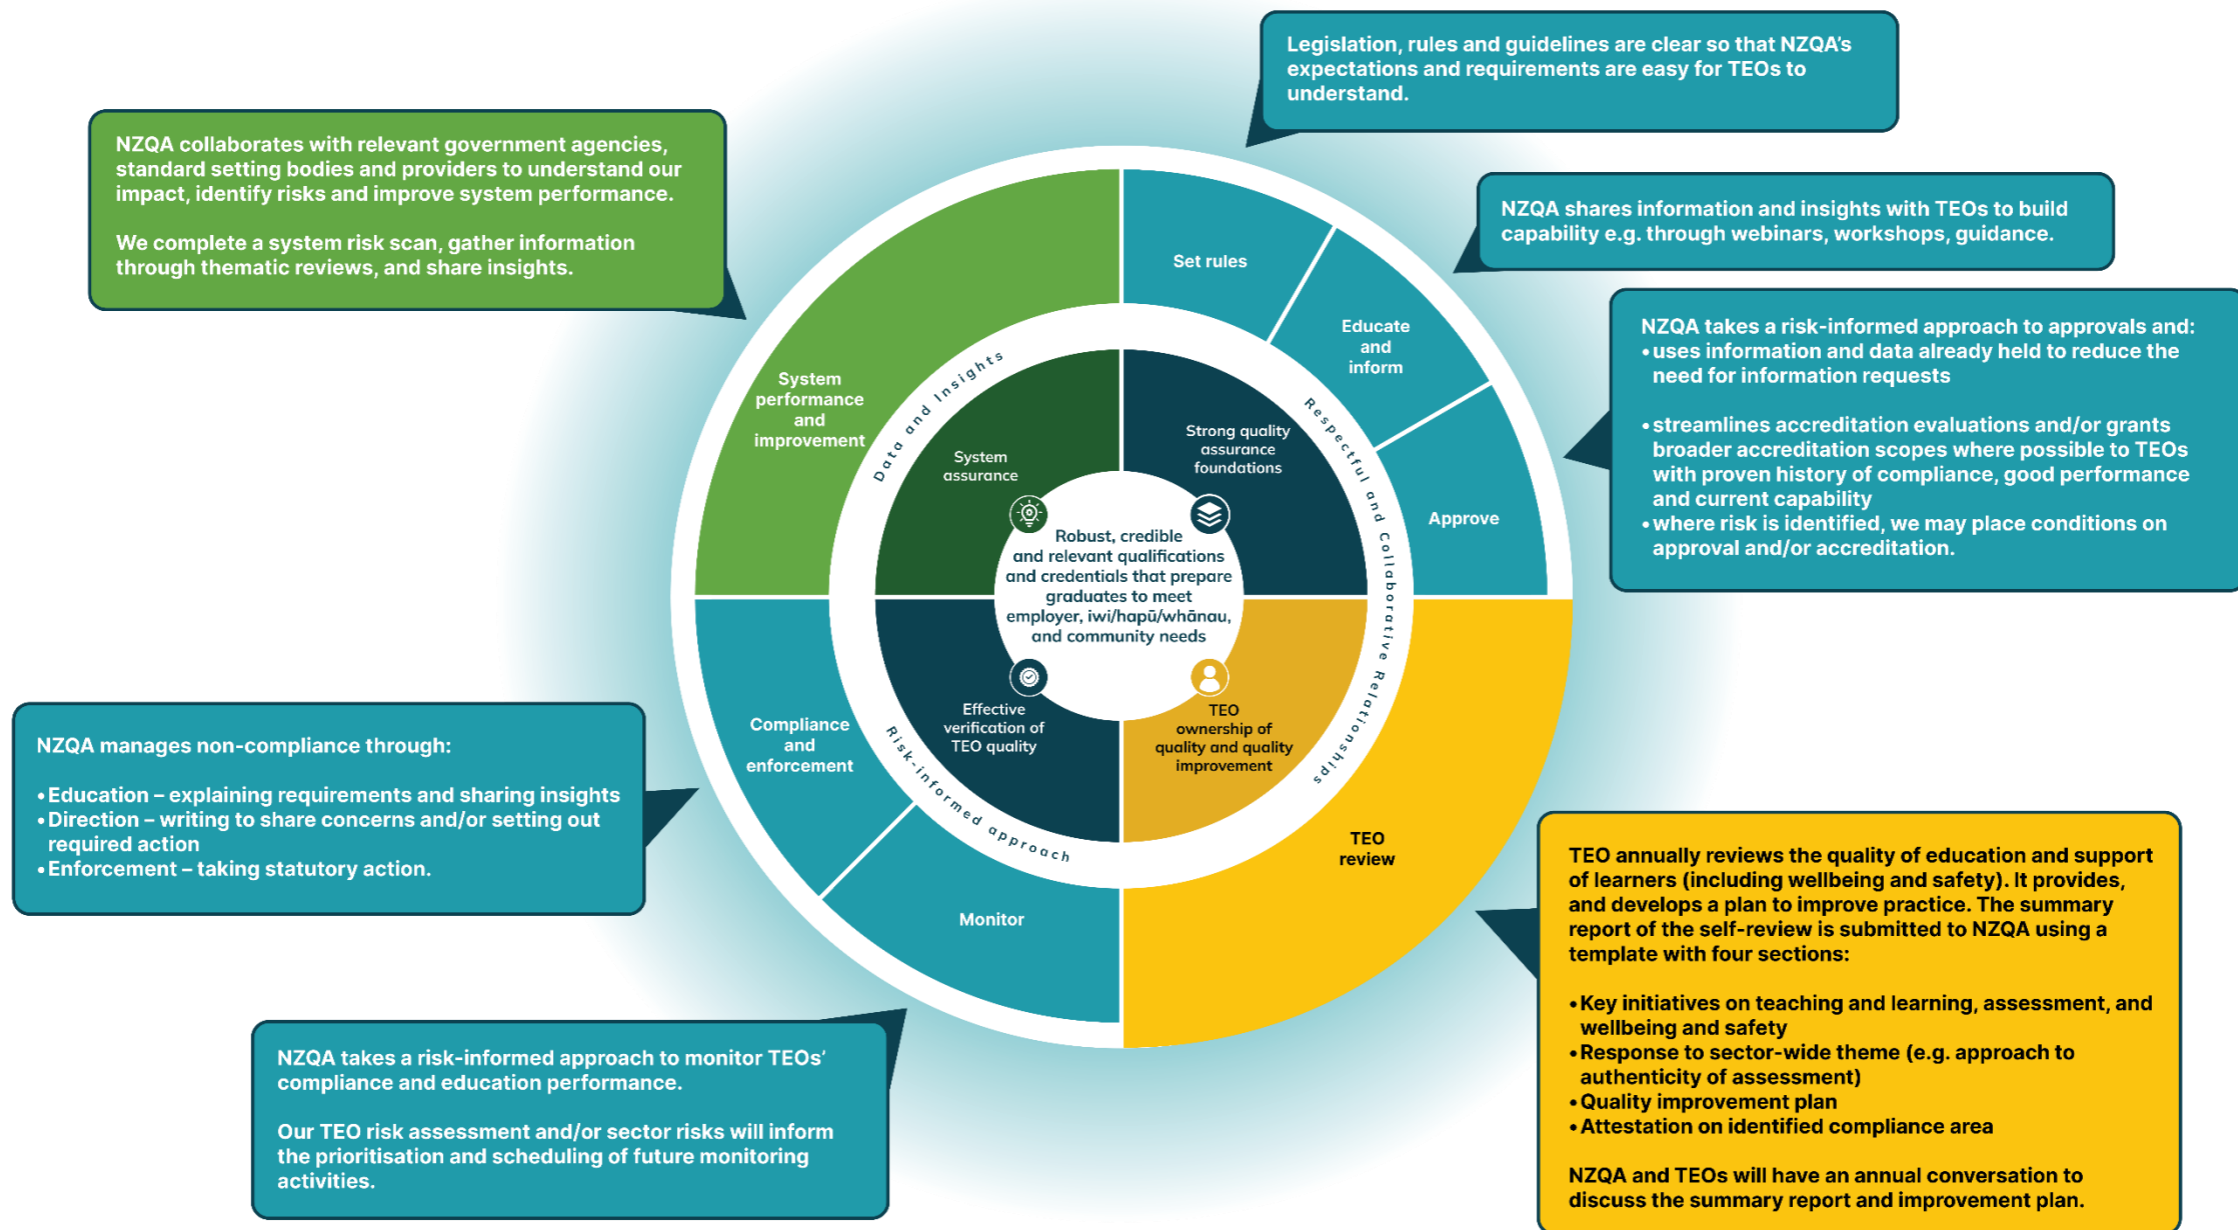 Legislation, rules and guidelines are clear so that NZQA's
expectations and requirements are easy for TEOs to
understand.
NZQA collaborates with relevant government agencies,
standard setting bodies and providers to understand our
impact, identify risks and improve system performance.
We complete a system risk scan, gather information
through thematic reviews, and share insights.
NZQA shares information and insights with TEOs to build
capability e.g. through webinars, workshops, guidance.
NZQA takes a risk-informed approach to approvals and:
•uses information and data already held to reduce the
need for information requests
•streamlines accreditation evaluations and/or grants
broader accreditation scopes where possible to TEOs
with proven history of compliance, good performance
and current capability
•where risk is identified, we may place conditions on
approval and/or accreditation.
Set rules
Educate
and
inform
Approve
System
performance
and
improvement
Data and Insights
Respectful and Collaborative Relationships
Risk-informed approach
System
assurance
Strong quality
assurance
foundations
Robust, credible
and relevant qualifications
and credentials that prepare
graduates to meet
employer, iwi/hapū/whānau,
and community needs
Effective
verification of
TEO quality
TEO
ownership of
quality and quality
improvement
Compliance
and
enforcement
Monitor
TEO
review
NZQA manages non-compliance through:
•Education – explaining requirements and sharing insights
•Direction – writing to share concerns and/or setting out
required action
•Enforcement – taking statutory action.
NZQA takes a risk-informed approach to monitor TEOs'
compliance and education performance.
Our TEO risk assessment and/or sector risks will inform
the prioritisation and scheduling of future monitoring
activities.
TEO annually reviews the quality of education and support
of learners (including wellbeing and safety). It provides,
and develops a plan to improve practice. The summary
report of the self-review is submitted to NZQA using a
template with four sections:
•Key initiatives on teaching and learning, assessment, and
wellbeing and safety
•Response to sector-wide theme (e.g. approach to
authenticity of assessment)
•Quality improvement plan
•Attestation on identified compliance area
NZQA and TEOs will have an annual conversation to
discuss the summary report and improvement plan.